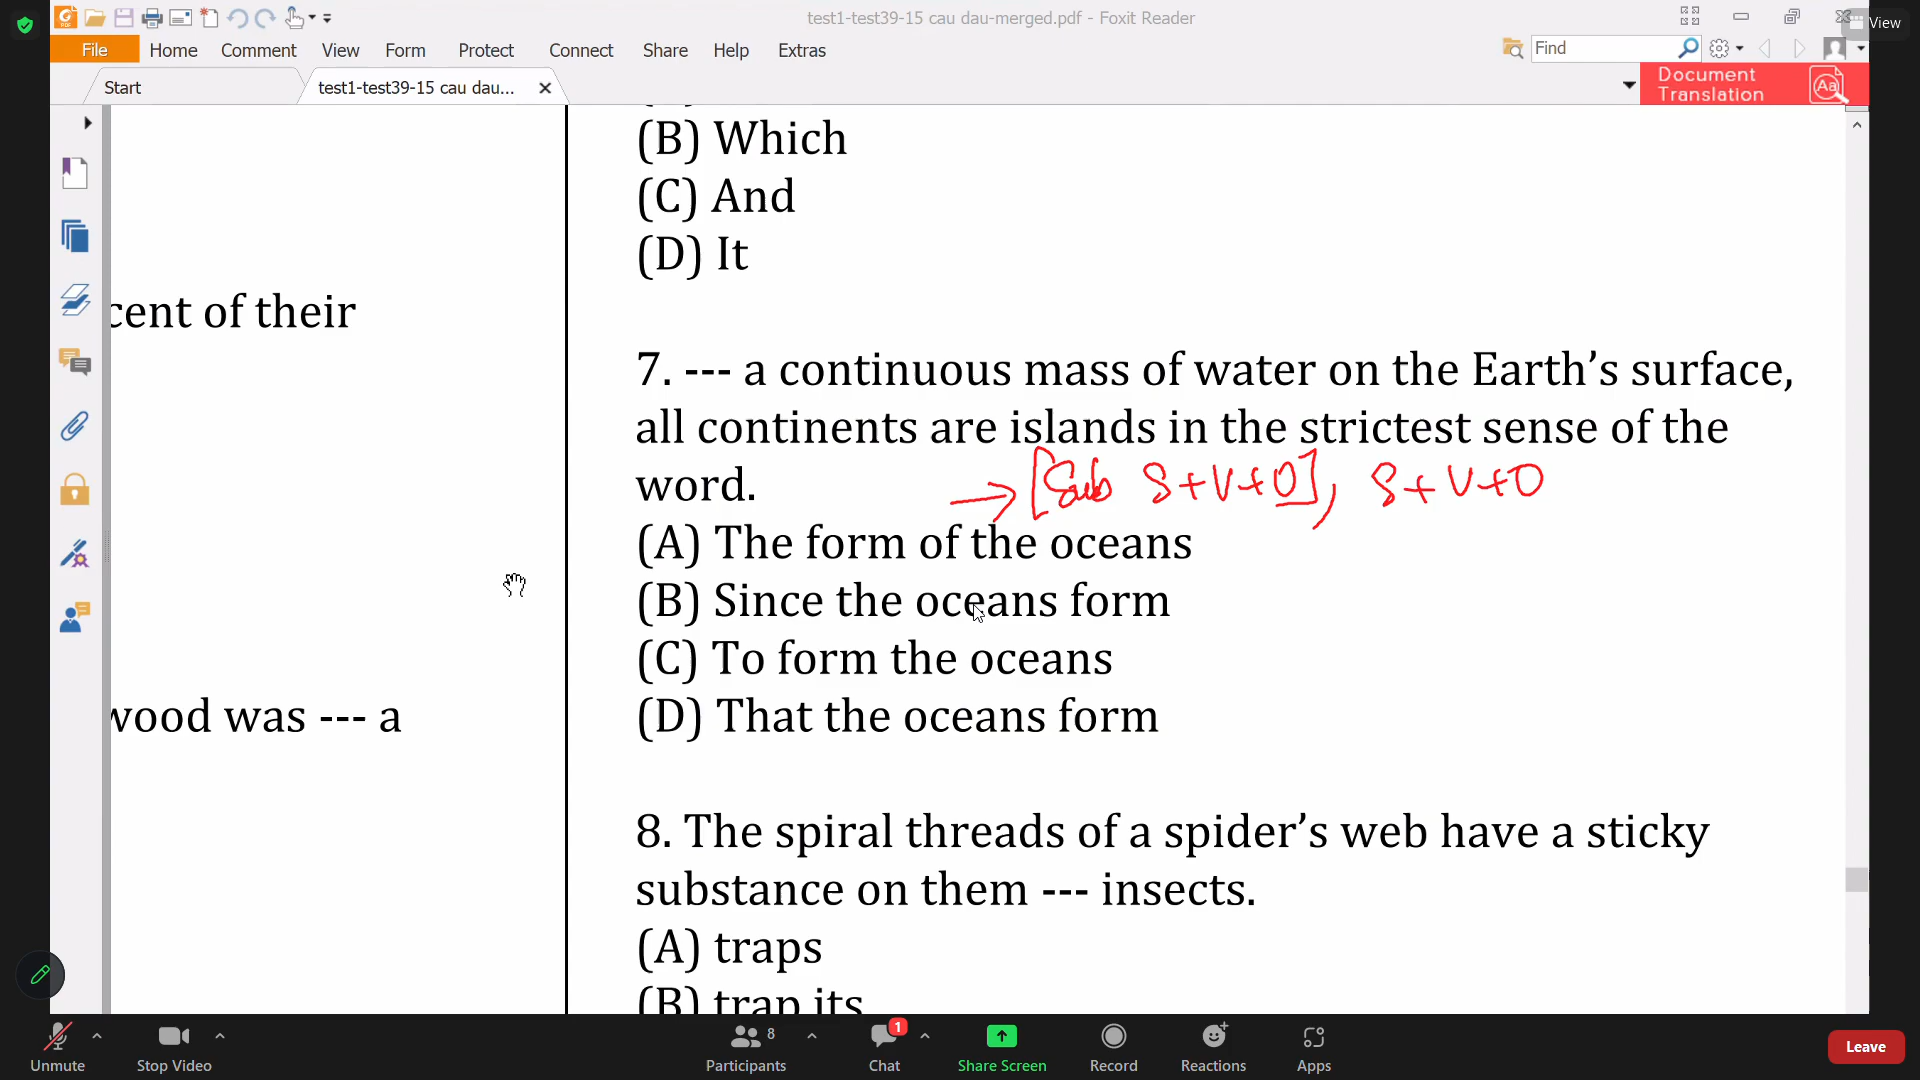 test1-test39-15 cau dau-merged.pdf - Foxit Reader
View
File Home Comment View Form Protect Connect Share Help Extras
Find
Start
test1-test39-15 cau dau...
Document
Translation
cent of their
wood was --- a
(B) Which
(C) And
(D) It
7. --- a continuous mass of water on the Earth’s surface,
all continents are islands in the strictest sense of the
word.
→ [Sub S+V+O], S+V+O
(A) The form of the oceans
(B) Since the oceans form
(C) To form the oceans
(D) That the oceans form
8. The spiral threads of a spider’s web have a sticky
substance on them --- insects.
(A) traps
(B) trap its
Unmute
Stop Video
8
Participants
1
Chat
Share Screen
Record
Reactions
Apps
Leave